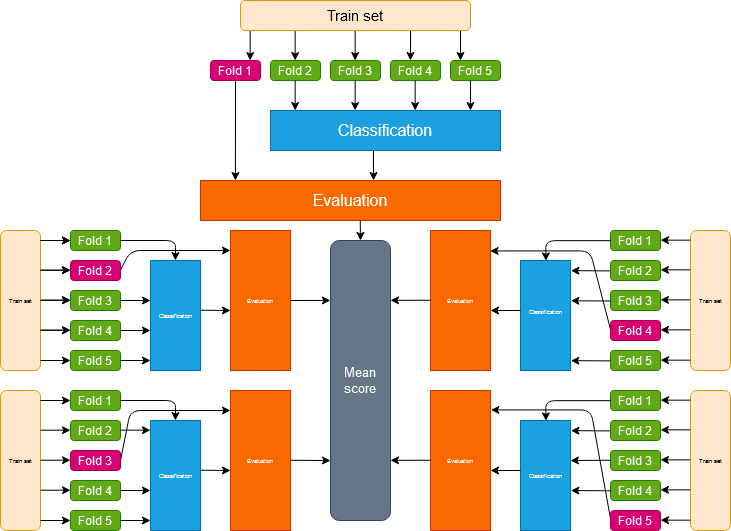 Train set
Fold 1
Fold 2
Fold 3
Fold 4
Fold 5
Classification
Evaluation
Train set
Fold 1
Fold 2
Fold 3
Fold 4
Fold 5
Classification
Evaluation
Mean
score
Evaluation
Classification
Fold 1
Fold 2
Fold 3
Fold 4
Fold 5
Train set
Train set
Fold 1
Fold 2
Fold 3
Fold 4
Fold 5
Classification
Evaluation
Evaluation
Classification
Fold 1
Fold 2
Fold 3
Fold 4
Fold 5
Train set